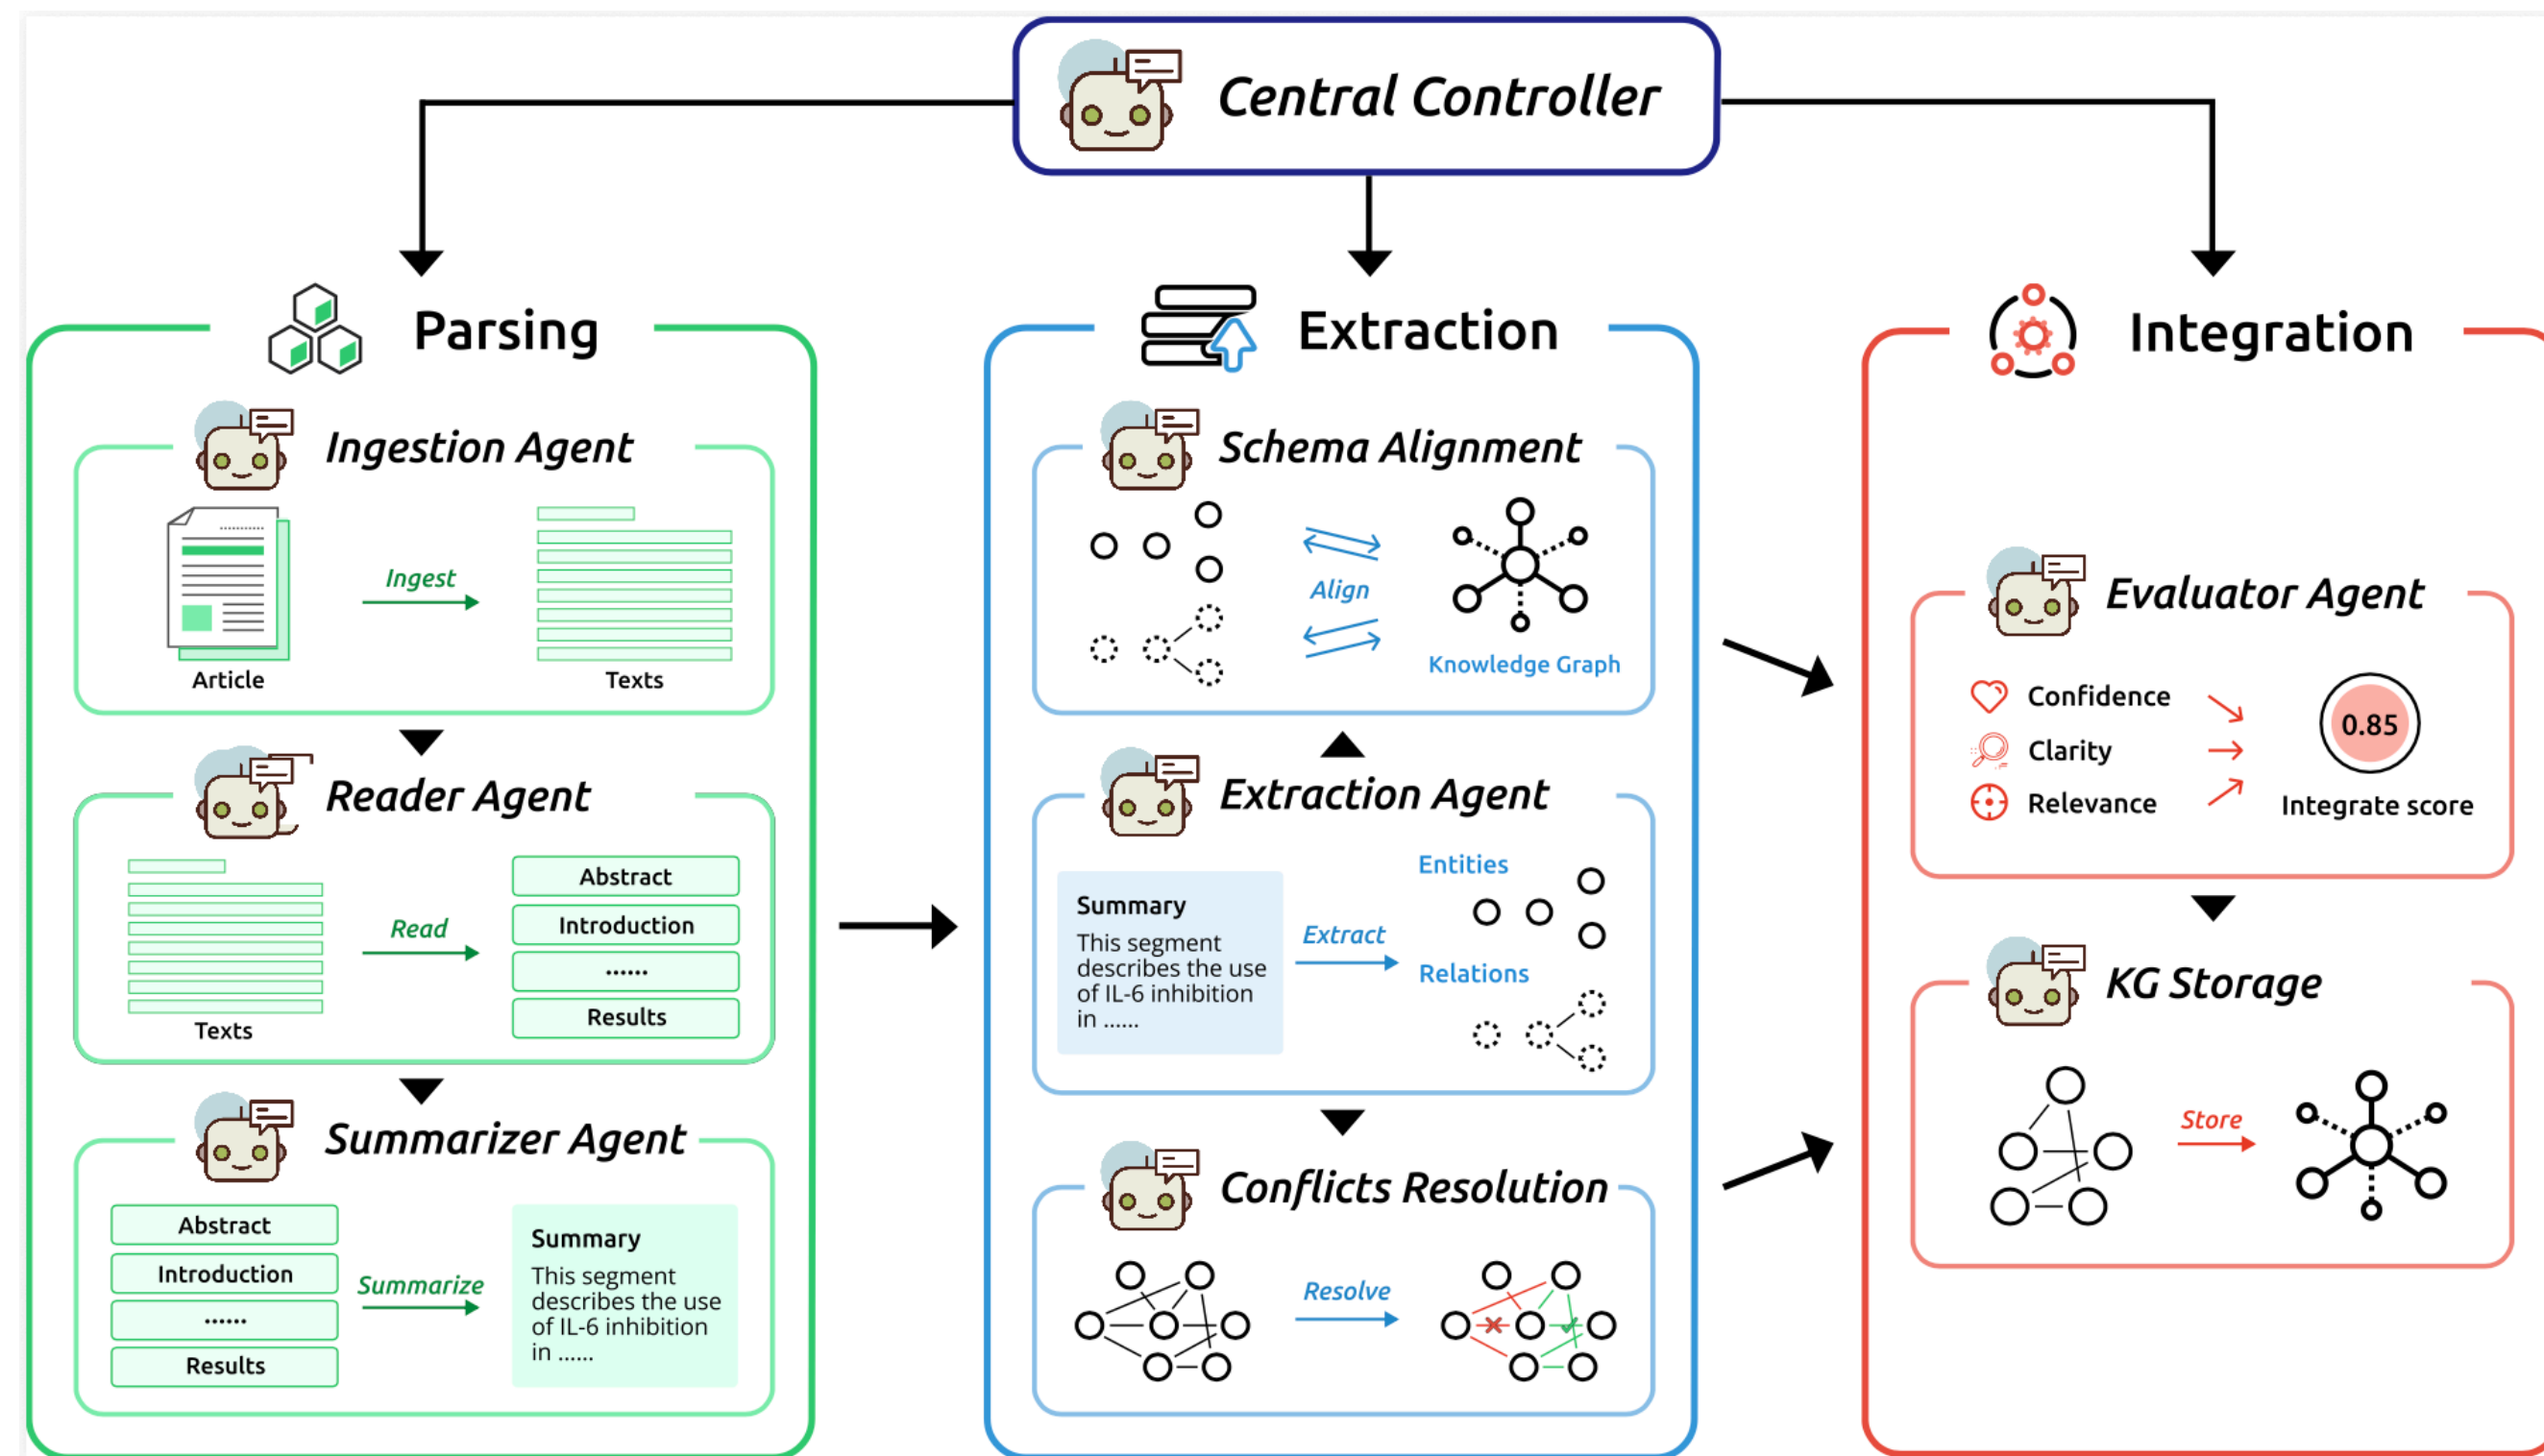 Central Controller
Parsing
Ingestion Agent
Ingest
Article
Texts
Reader Agent
Read
Texts
Abstract
Introduction
......
Results
Summarizer Agent
Abstract
Introduction
......
Results
Summarize
Summary
This segment
describes the use
of IL-6 inhibition
in ......
Extraction
Schema Alignment
Align
Knowledge Graph
Extraction Agent
Summary
This segment
describes the use
of IL-6 inhibition
in ......
Extract
Entities
Relations
Conflicts Resolution
Resolve
Integration
Evaluator Agent
Confidence
Clarity
Relevance
0.85
Integrate score
KG Storage
Store